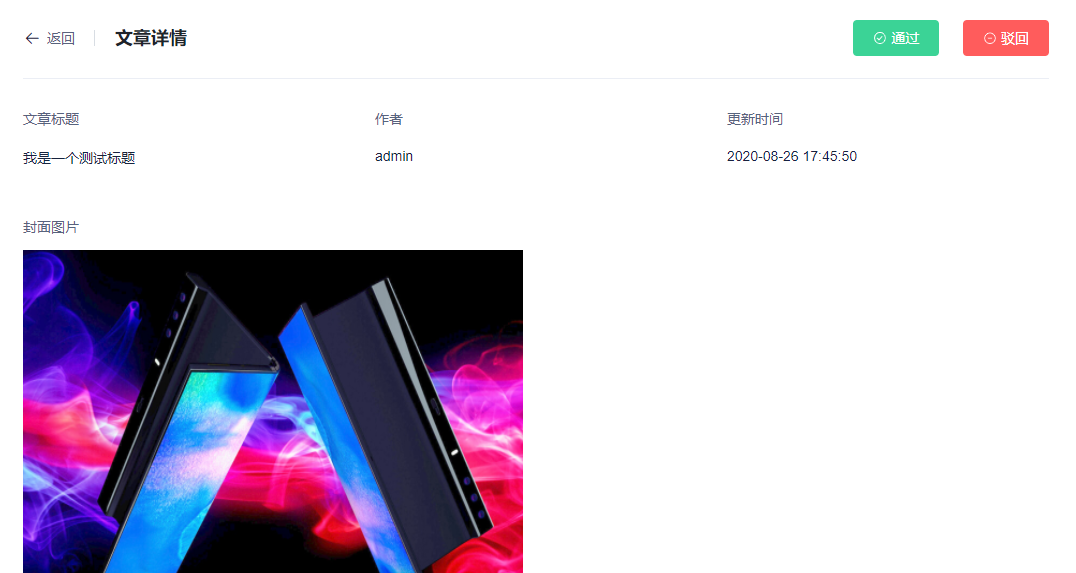 返回
文章详情
通过
驳回
文章标题
作者
更新时间
我是一个测试标题
admin
2020-08-26 17:45:50
封面图片